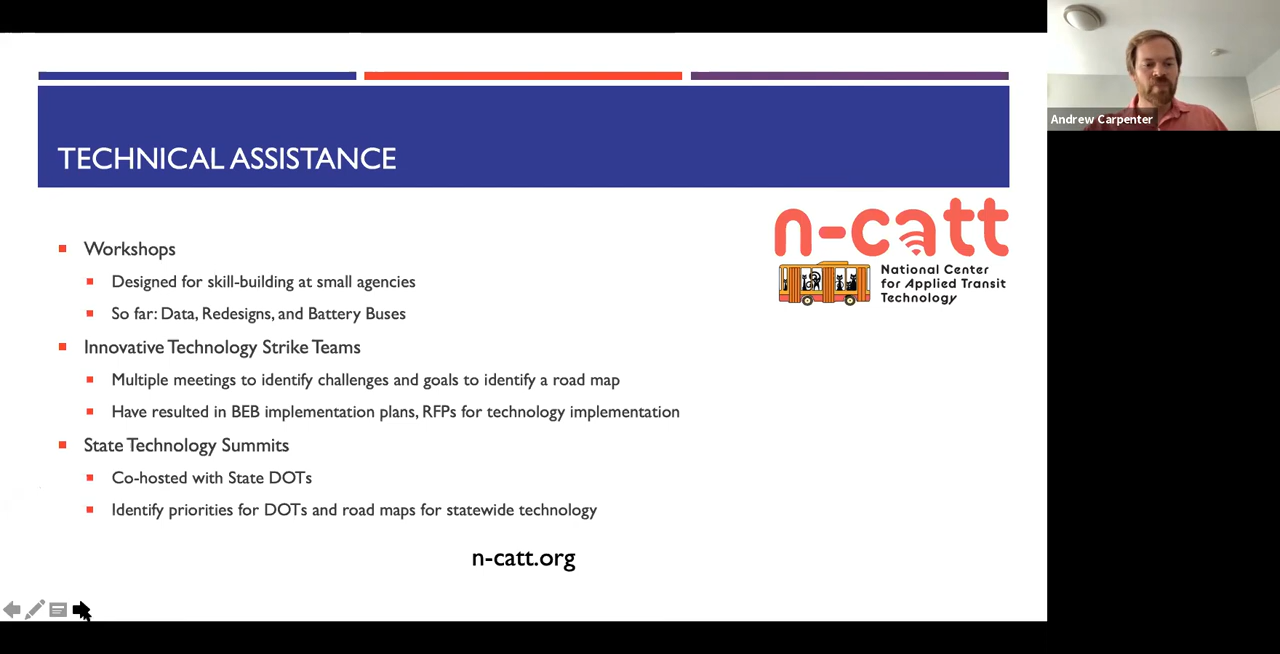 TECHNICAL ASSISTANCE
n-catt
National Center
for Applied Transit
Technology
Workshops
Designed for skill-building at small agencies
So far: Data, Redesigns, and Battery Buses
Innovative Technology Strike Teams
Multiple meetings to identify challenges and goals to identify a road map
Have resulted in BEB implementation plans, RFPs for technology implementation
State Technology Summits
Co-hosted with State DOTs
Identify priorities for DOTs and road maps for statewide technology
n-catt.org
Andrew Carpenter